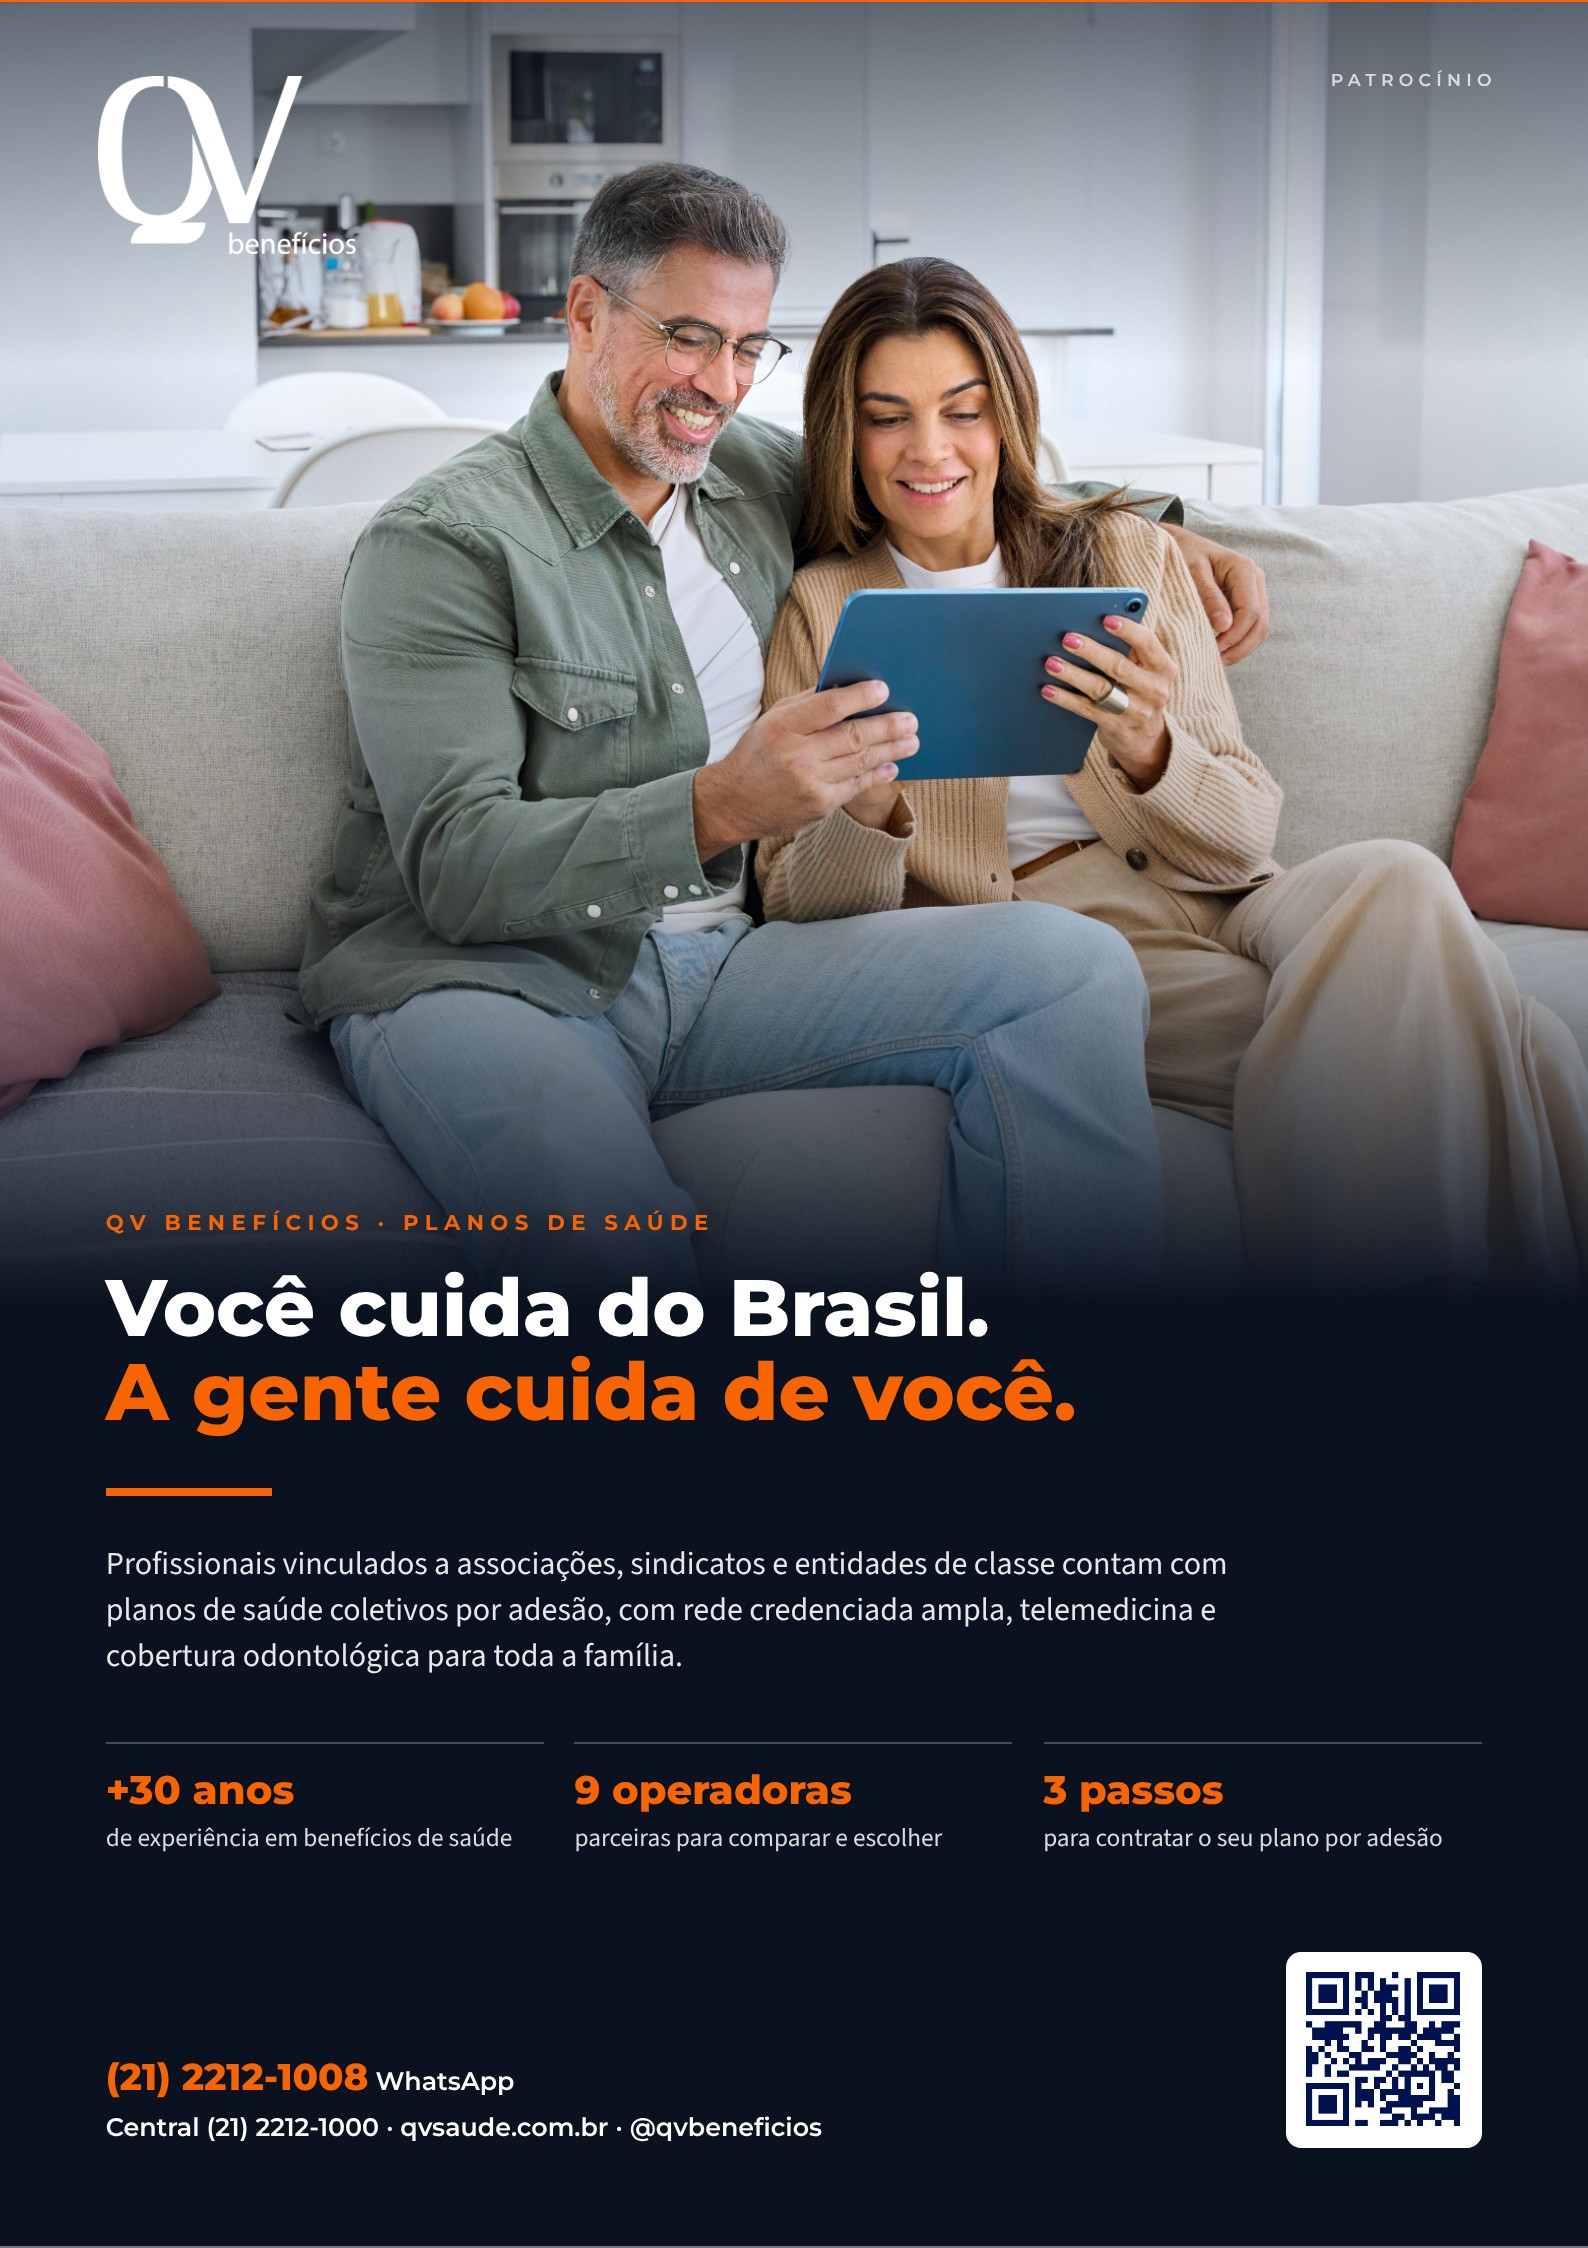 QV
benefícios
PATROCÍNIO
QV BENEFÍCIOS · PLANOS DE SAÚDE
Você cuida do Brasil.
A gente cuida de você.
Profissionais vinculados a associações, sindicatos e entidades de classe contam com
planos de saúde coletivos por adesão, com rede credenciada ampla, telemedicina e
cobertura odontológica para toda a família.
+30 anos
de experiência em benefícios de saúde
9 operadoras
parceiras para comparar e escolher
3 passos
para contratar o seu plano por adesão
(21) 2212-1008 WhatsApp
Central (21) 2212-1000 · qvsaude.com.br · @qvbeneficios